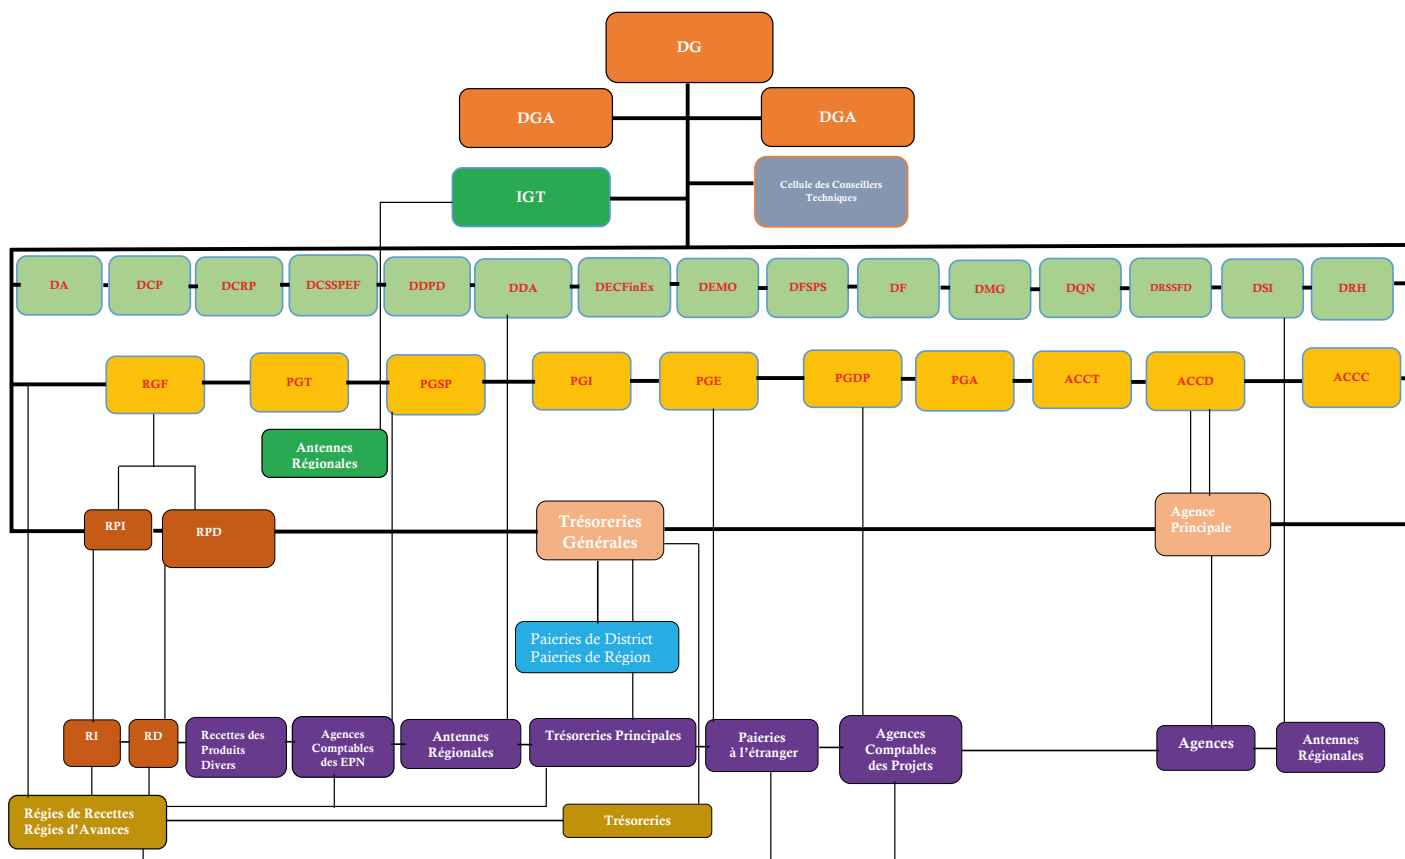 DG
DGA
DGA
IGT
Cellule des Conseillers
Techniques
DA
DCP
DCRP
DCSSPEF
DDPD
DDA
DECFinEx
DEMO
DFSPS
DF
DMG
DQN
DRSSFD
DSI
DRH
RGF
PGT
PGSP
PGI
PGE
PGDP
PGA
ACCT
ACCD
ACCC
Antennes
Régionales
RPI
RPD
Trésoreries
Générales
Agence
Principale
Paieries de District
Paieries de Région
RI
RD
Recettes des
Produits
Divers
Agences
Comptables
des EPN
Antennes
Régionales
Trésoreries Principales
Paieries
à l’étranger
Agences
Comptables
des Projets
Agences
Antennes
Régionales
Régies de Recettes
Régies d’Avances
Trésoreries